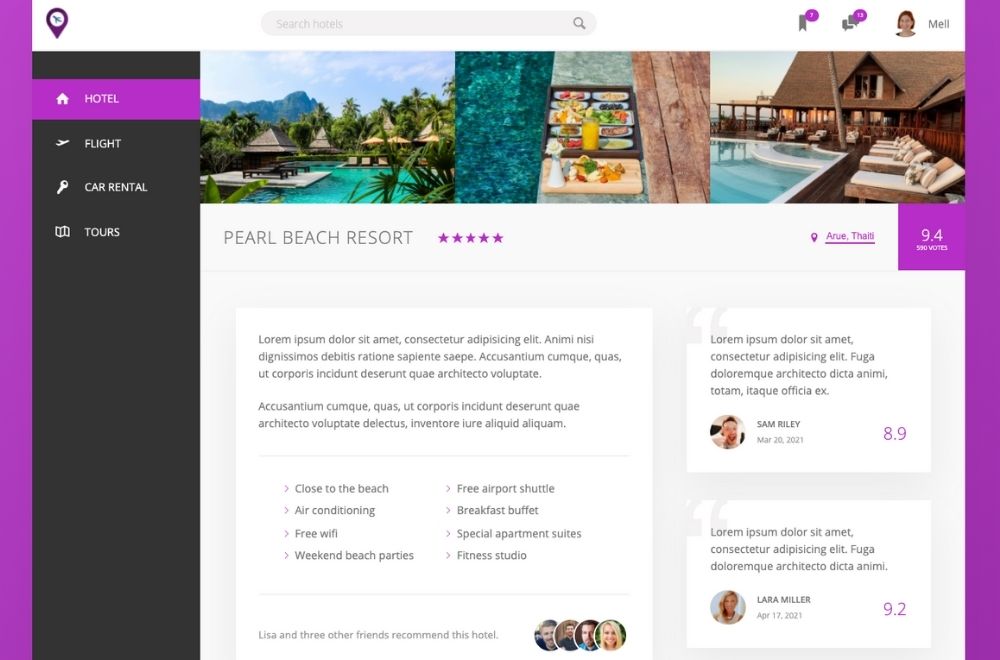 Search hotels
7
13
Mell
HOTEL
FLIGHT
CAR RENTAL
TOURS
PEARL BEACH RESORT
Arue, Thaiti
9.4
590 VOTES
Lorem ipsum dolor sit amet, consectetur adipisicing elit. Animi nisi
dignissimos debitis ratione sapiente saepe. Accusantium cumque, quas,
ut corporis incidunt deserunt quae architecto voluptate.
Accusantium cumque, quas, ut corporis incidunt deserunt quae
architecto voluptate delectus, inventore iure aliquid aliquam.
Close to the beach
Air conditioning
Free wifi
Weekend beach parties
Free airport shuttle
Breakfast buffet
Special apartment suites
Fitness studio
Lisa and three other friends recommend this hotel.
“
Lorem ipsum dolor sit amet,
consectetur adipisicing elit. Fuga
doloremque architecto dicta animi,
totam, itaque officia ex.
SAM RILEY
Mar 20, 2021
8.9
“
Lorem ipsum dolor sit amet,
consectetur adipisicing elit. Fuga
doloremque architecto dicta animi.
LARA MILLER
Apr 17, 2021
9.2